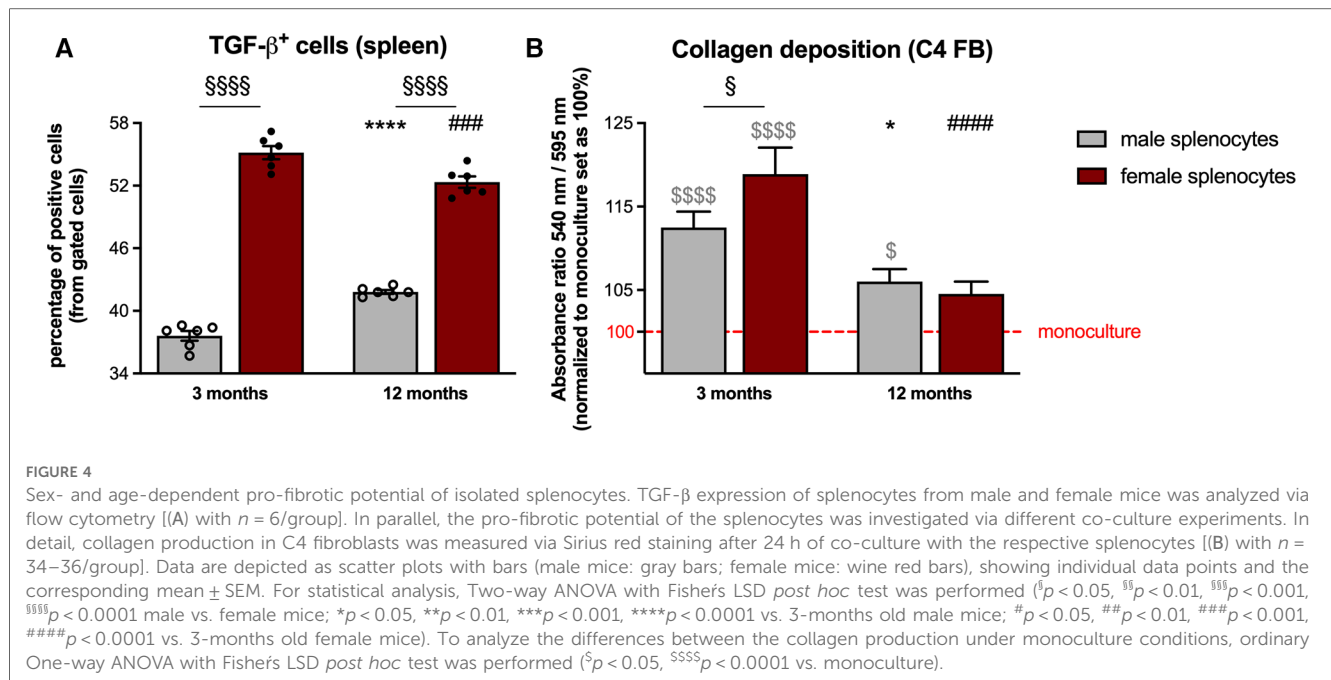 A
TGF-β⁺ cells (spleen)
§§§§
§§§§
****
###
58
52
46
40
34
percentage of positive cells
(from gated cells)
3 months
12 months
B
Collagen deposition (C4 FB)
§
$$$$
$$$$
*
####
$
125
115
105
100
Absorbance ratio 540 nm / 595 nm
(normalized to monoculture set as 100%)
monoculture
3 months
12 months
male splenocytes
female splenocytes
FIGURE 4
Sex- and age-dependent pro-fibrotic potential of isolated splenocytes. TGF-β expression of splenocytes from male and female mice was analyzed via
flow cytometry [(A) with n = 6/group]. In parallel, the pro-fibrotic potential of the splenocytes was investigated via different co-culture experiments. In
detail, collagen production in C4 fibroblasts was measured via Sirius red staining after 24 h of co-culture with the respective splenocytes [(B) with n =
34–36/group]. Data are depicted as scatter plots with bars (male mice: gray bars; female mice: wine red bars), showing individual data points and the
corresponding mean ± SEM. For statistical analysis, Two-way ANOVA with Fisher´s LSD post hoc test was performed (§p < 0.05, §§p < 0.01, §§§p < 0.001,
§§§§p < 0.0001 male vs. female mice; *p < 0.05, **p < 0.01, ***p < 0.001, ****p < 0.0001 vs. 3-months old male mice; #p < 0.05, ##p < 0.01, ###p < 0.001,
####p < 0.0001 vs. 3-months old female mice). To analyze the differences between the collagen production under monoculture conditions, ordinary
One-way ANOVA with Fisher´s LSD post hoc test was performed ($p < 0.05, $$$$p < 0.0001 vs. monoculture).